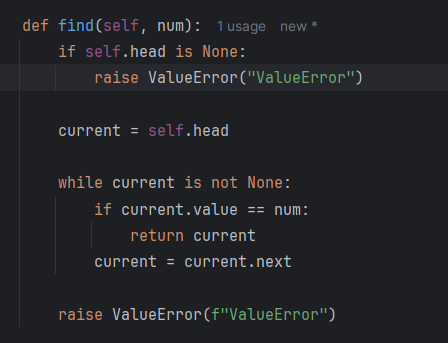 def find(self, num):  1 usage  new *
    if self.head is None:
        raise ValueError("ValueError")

    current = self.head

    while current is not None:
        if current.value == num:
            return current
        current = current.next

    raise ValueError(f"ValueError")